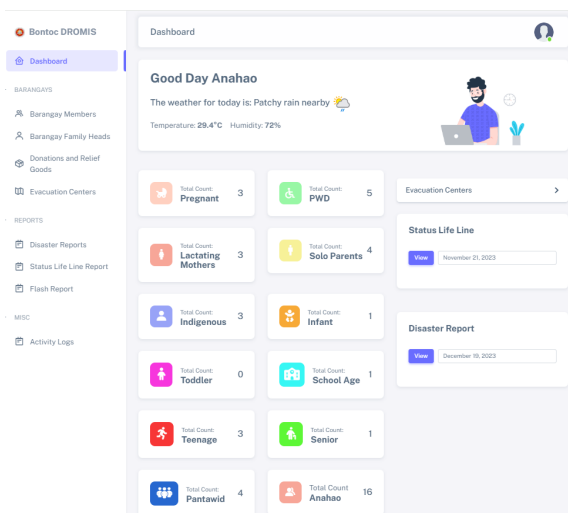 Bontoc DROMIS
Dashboard
BARANGAYS
Barangay Members
Barangay Family Heads
Donations and Relief
Goods
Evacuation Centers
REPORTS
Disaster Reports
Status Life Line Report
Flash Report
MISC
Activity Logs
Dashboard
Good Day Anahao
The weather for today is: Patchy rain nearby
Temperature: 29.4°C Humidity: 72%
Total Count:
Pregnant 3
Total Count:
PWD 5
Total Count:
Lactating
Mothers 3
Total Count:
Solo Parents 4
Total Count:
Indigenous 3
Total Count:
Infant 1
Total Count:
Toddler 0
Total Count:
School Age 1
Total Count:
Teenage 3
Total Count:
Senior 1
Total Count:
Pantawid 4
Total Count
Anahao 16
Evacuation Centers
Status Life Line
View November 21, 2023
Disaster Report
View December 19, 2023